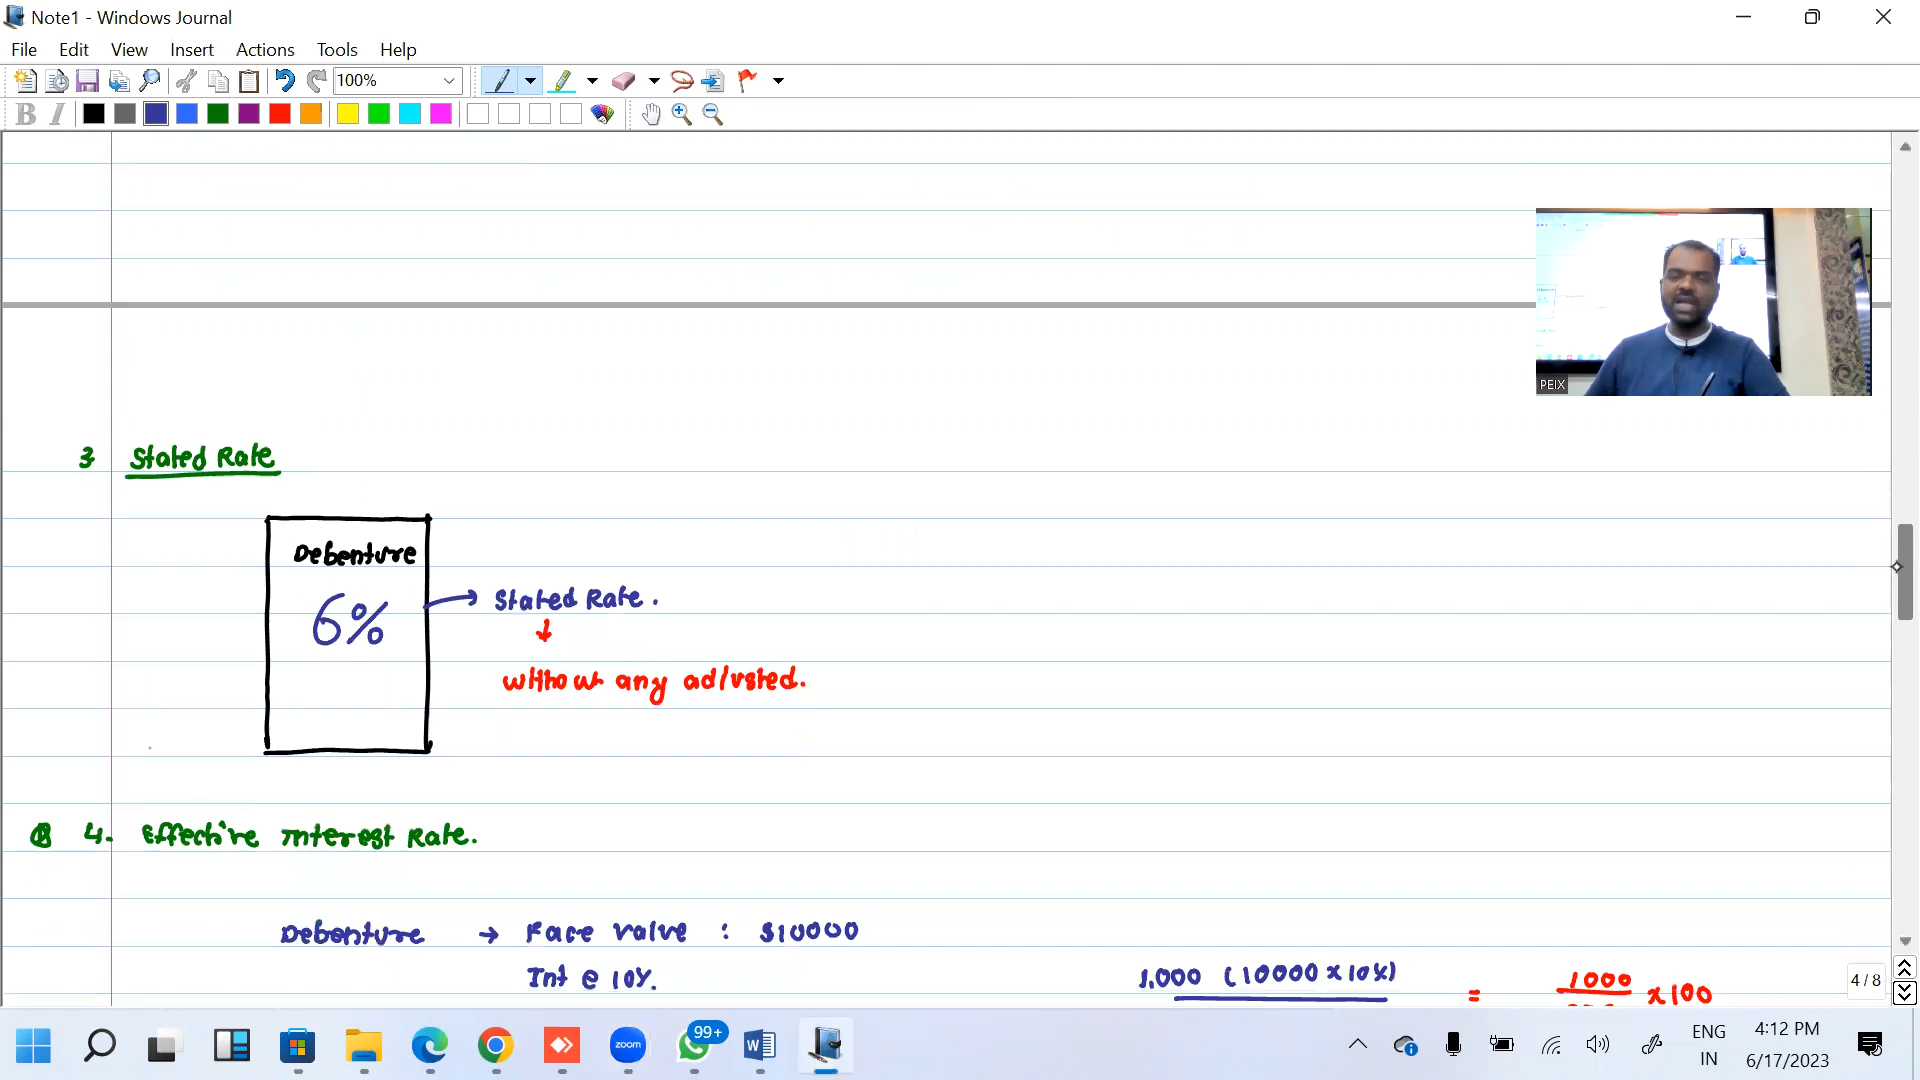 Note1 - Windows Journal
File Edit View Insert Actions Tools Help
100%
B I
PEIX
3 Stated Rate
Debenture
6%
Stated Rate.
without any adjusted.
4. Effective Interest Rate.
Debenture → Face Value : $10000
Int @ 10%.
1,000 (10000 x 10%)
= 1000 x 100
4 / 8
99+
zoom
ENG
IN
4:12 PM
6/17/2023